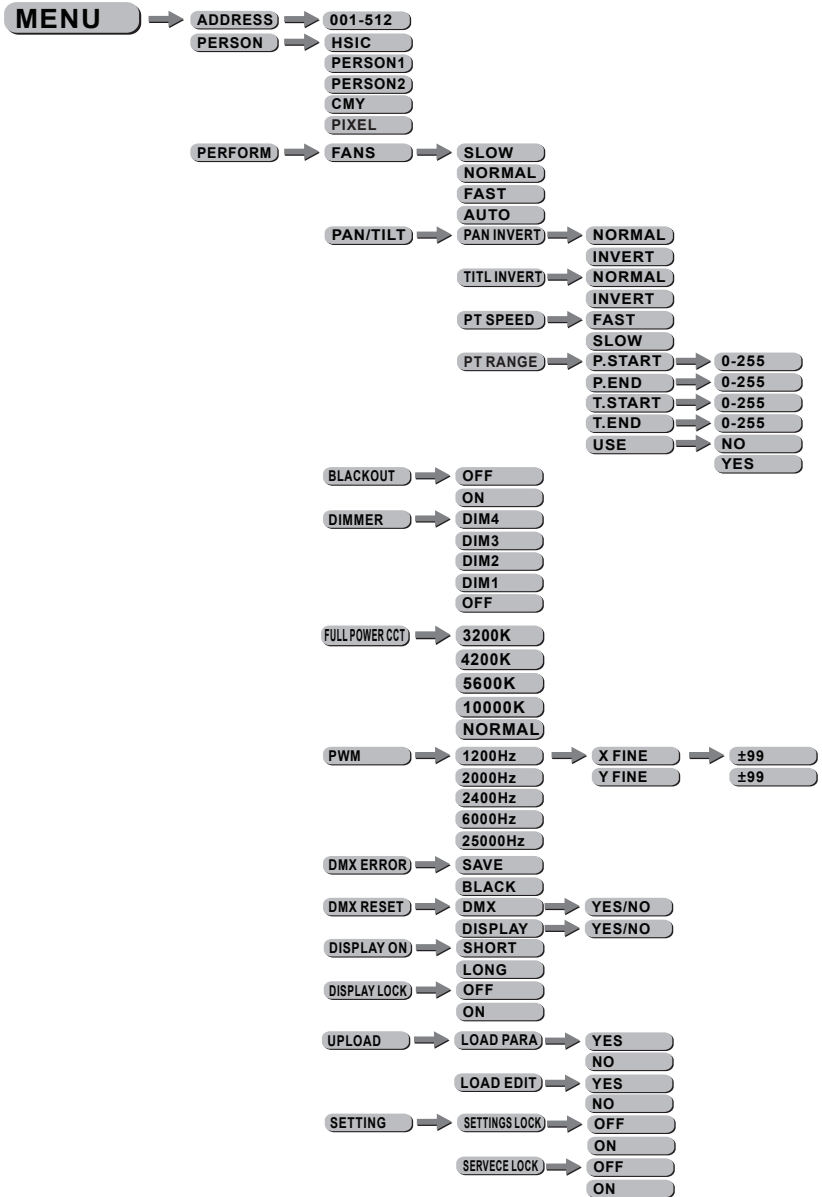 MENU ADDRESS 001-512
PERSON HSIC
PERSON1
PERSON2
CMY
PIXEL
PERFORM FANS SLOW
NORMAL
FAST
AUTO
PAN/TILT PAN INVERT NORMAL
INVERT
TITL INVERT NORMAL
INVERT
PT SPEED FAST
SLOW
PT RANGE P.START 0-255
P.END 0-255
T.START 0-255
T.END 0-255
USE NO
YES
BLACKOUT OFF
ON
DIMMER DIM4
DIM3
DIM2
DIM1
OFF
FULL POWER CCT 3200K
4200K
5600K
10000K
NORMAL
PWM 1200Hz X FINE ±99
2000Hz Y FINE ±99
2400Hz
6000Hz
25000Hz
DMX ERROR SAVE
BLACK
DMX RESET DMX YES/NO
DISPLAY YES/NO
DISPLAY ON SHORT
LONG
DISPLAY LOCK OFF
ON
UPLOAD LOAD PARA YES
NO
LOAD EDIT YES
NO
SETTING SETTINGS LOCK OFF
ON
SERVECE LOCK OFF
ON